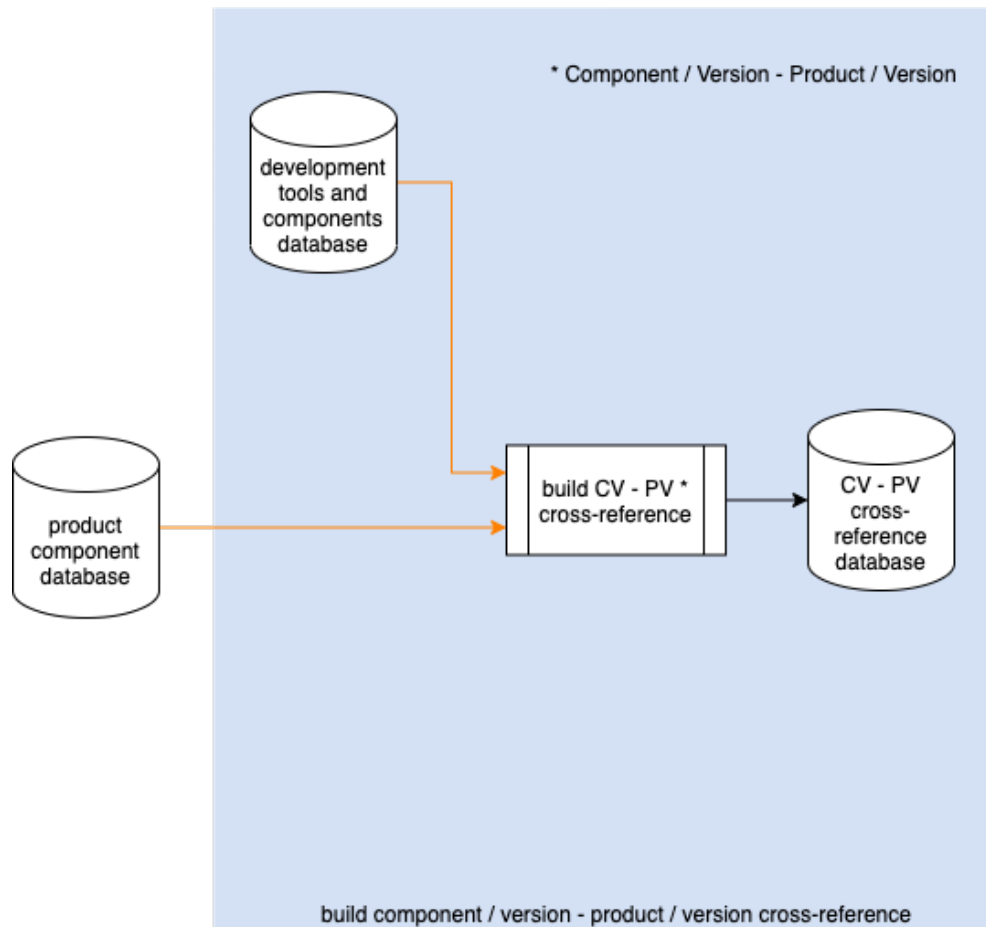 * Component / Version - Product / Version
development
tools and
components
database
product
component
database
build CV - PV *
cross-reference
CV - PV
cross-
reference
database
build component / version - product / version cross-reference